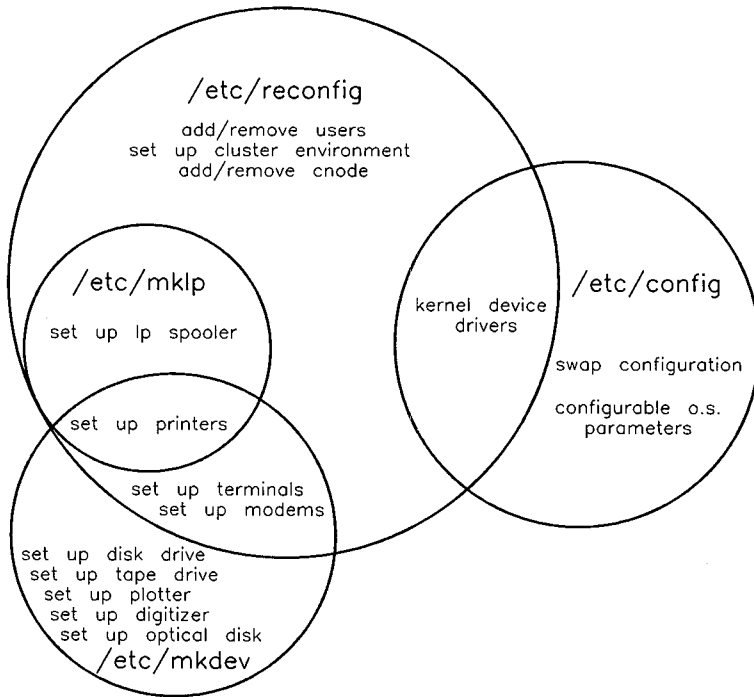 /etc/reconfig
add/remove users
set up cluster environment
add/remove cnode
/etc/mklp
set up lp spooler
set up printers
kernel device
drivers
/etc/config
swap configuration
configurable o.s.
parameters
set up terminals
set up modems
set up disk drive
set up tape drive
set up plotter
set up digitizer
set up optical disk
/etc/mkdev